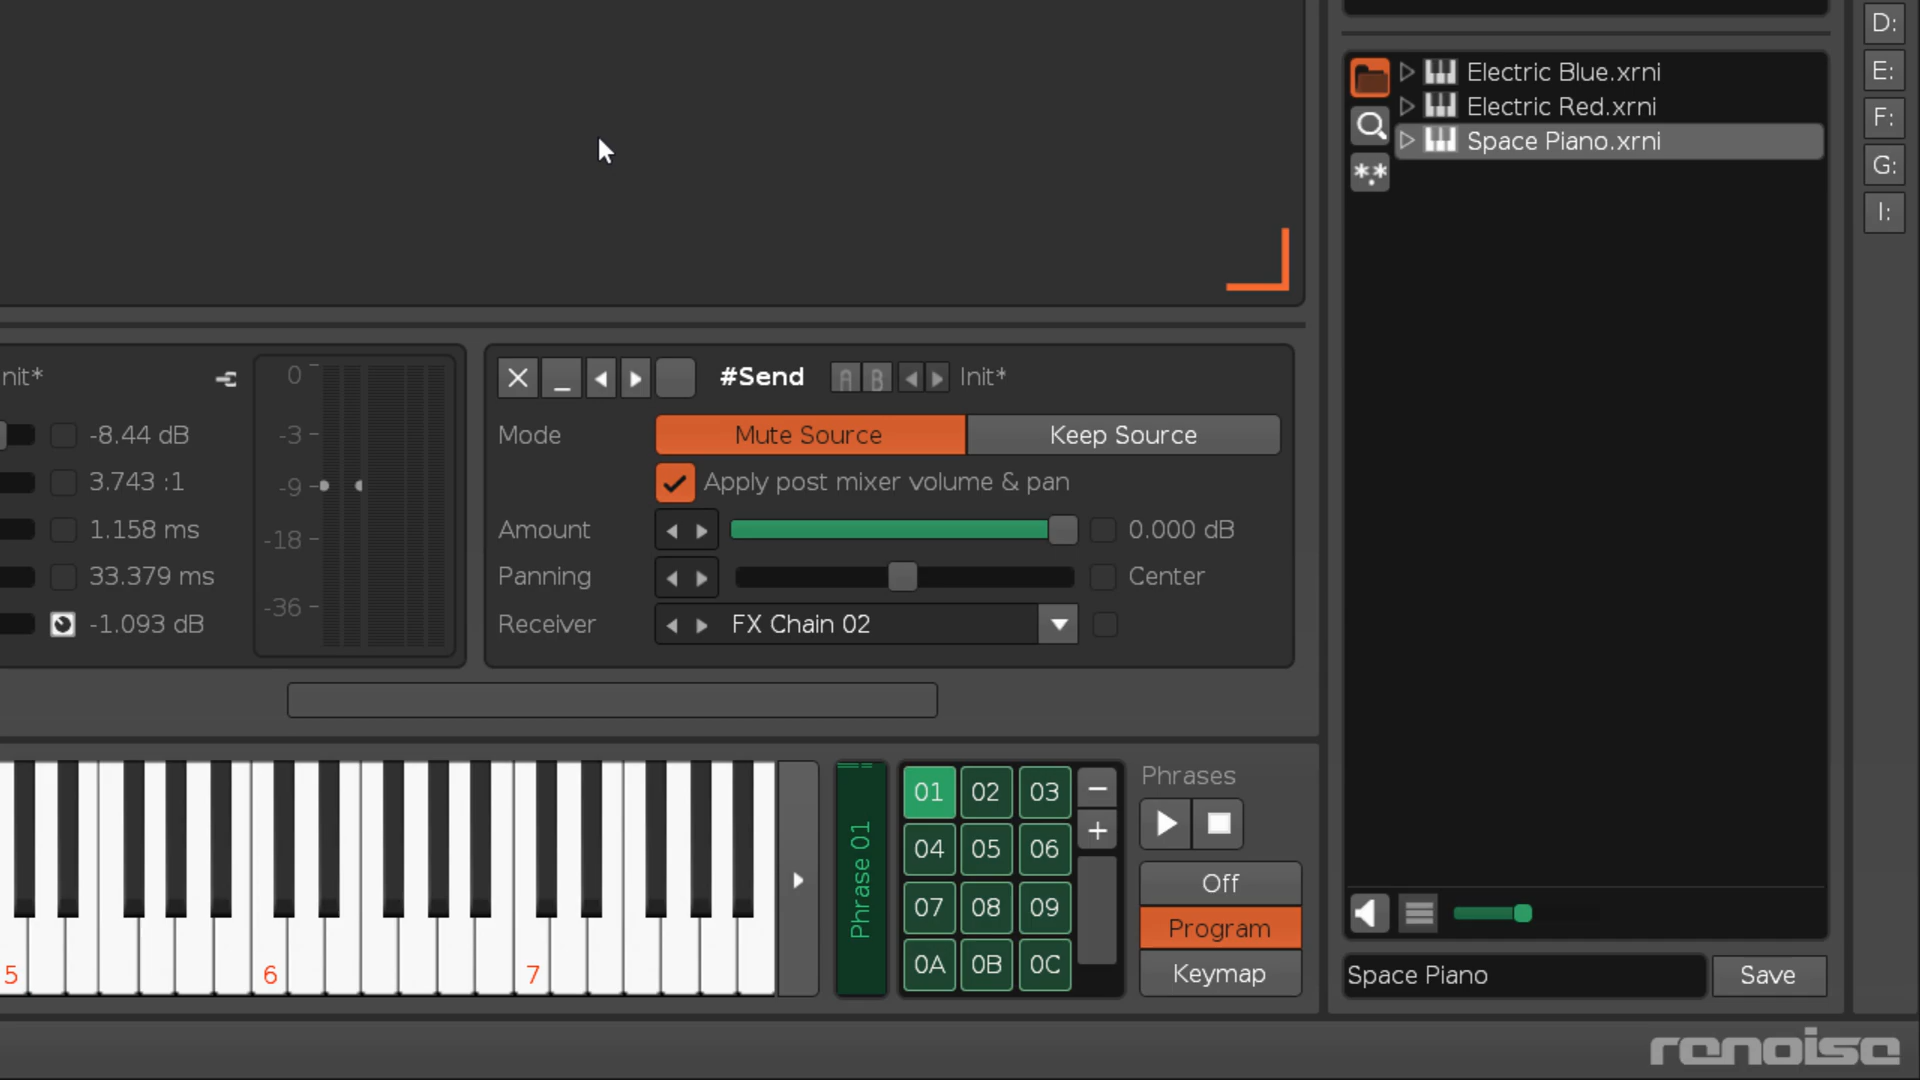 D:
E:
F:
G:
I:
Electric Blue.xrni
Electric Red.xrni
Space Piano.xrni
nit*
-8.44 dB
3.743 :1
1.158 ms
33.379 ms
-1.093 dB
0
-3
-9
-18
-36
#Send
A B
Init*
Mode
Mute Source
Keep Source
Apply post mixer volume & pan
Amount
0.000 dB
Panning
Center
Receiver
FX Chain 02
5
6
7
Phrase 01
01 02 03
04 05 06
07 08 09
0A 0B 0C
Phrases
Off
Program
Keymap
Space Piano
Save
renoise